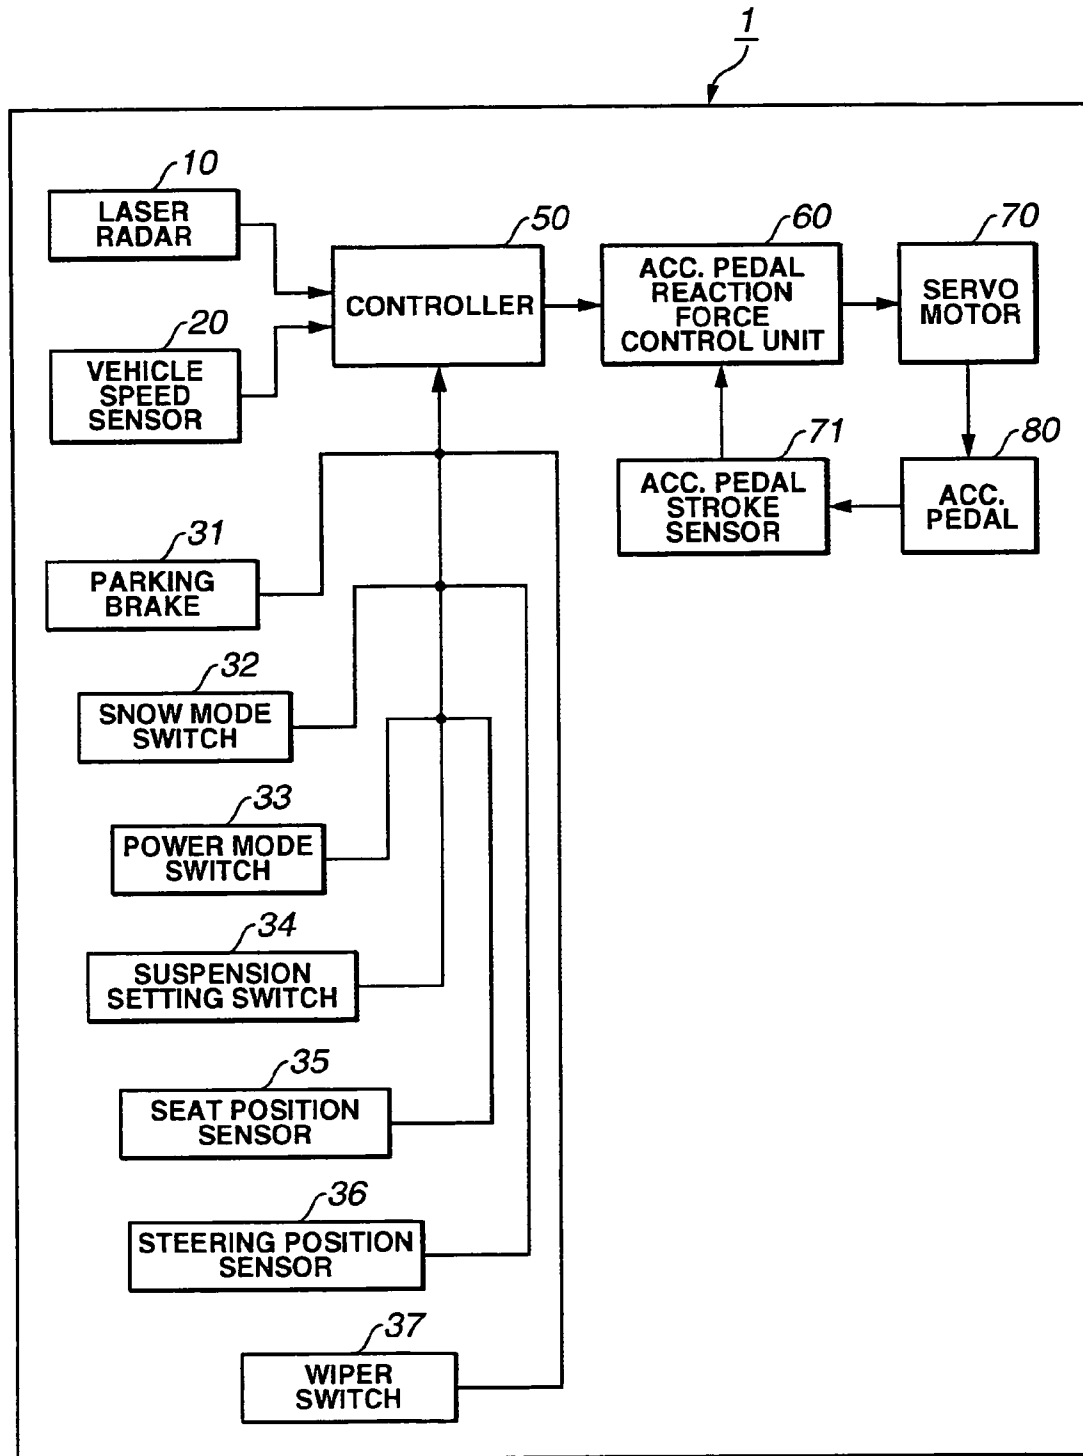 1
10
LASER
RADAR
20
VEHICLE
SPEED
SENSOR
50
CONTROLLER
60
ACC. PEDAL
REACTION
FORCE
CONTROL UNIT
70
SERVO
MOTOR
71
ACC. PEDAL
STROKE
SENSOR
80
ACC.
PEDAL
31
PARKING
BRAKE
32
SNOW MODE
SWITCH
33
POWER MODE
SWITCH
34
SUSPENSION
SETTING SWITCH
35
SEAT POSITION
SENSOR
36
STEERING POSITION
SENSOR
37
WIPER
SWITCH